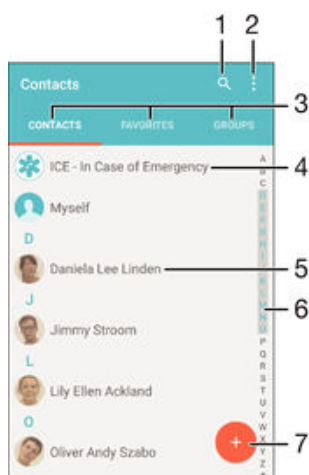 1 2
Contacts
3
CONTACTS FAVORITES GROUPS
ICE - In Case of Emergency
4
Myself
D
Daniela Lee Linden
5
J
6
Jimmy Stroom
L
Lily Ellen Ackland
O
+
7
Oliver Andy Szabo
A
B
C
P
Q
R
S
T
U
V
W
X
Y
Z